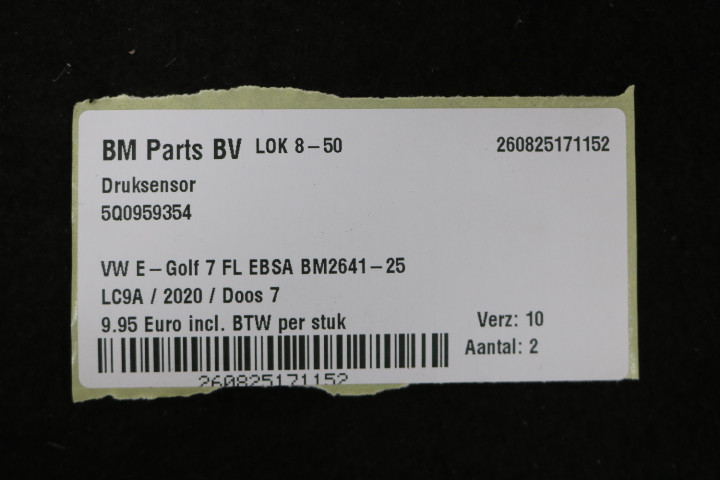 BM Parts BV LOK 8-50 260825171152
Druksensor
5Q0959354
VW E-Golf 7 FL EBSA BM2641-25
LC9A / 2020 / Doos 7
9.95 Euro incl. BTW per stuk Verz: 10
Aantal: 2
260825171152